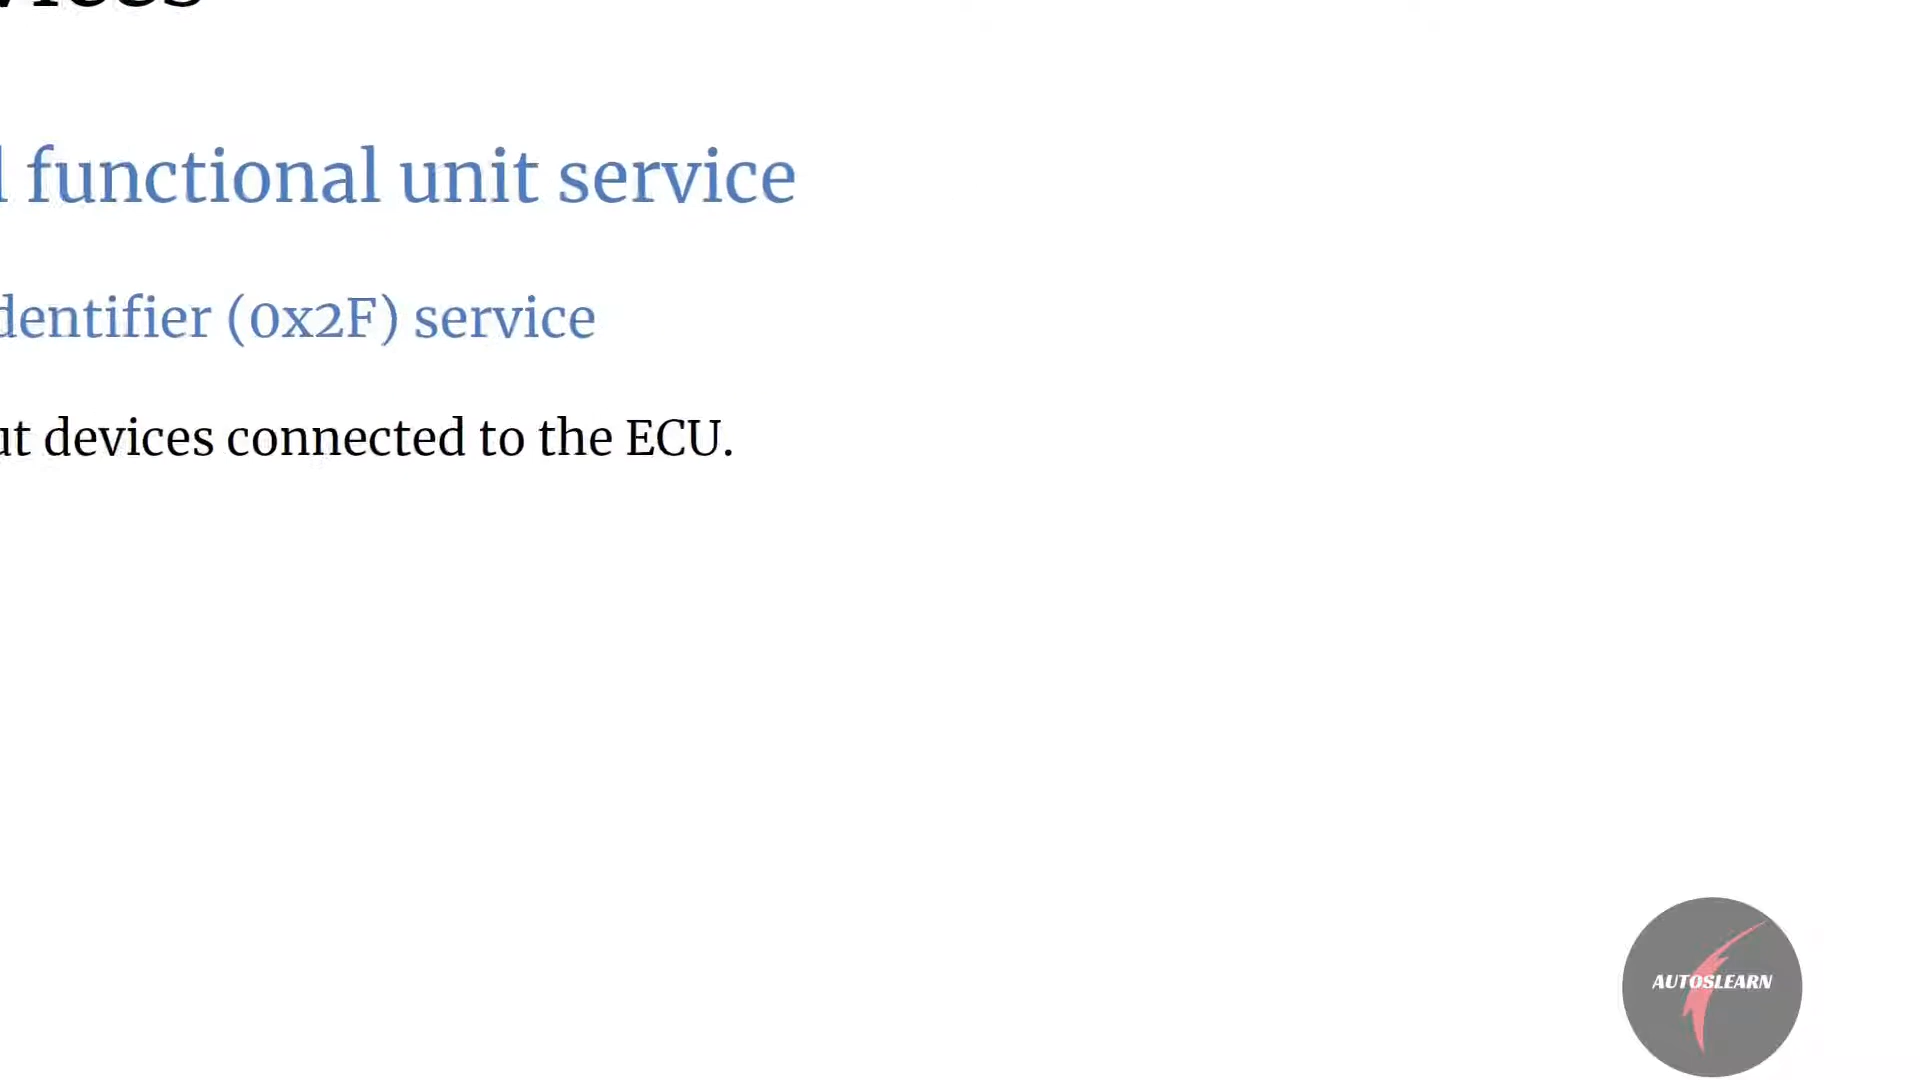 functional unit service
dentifier (0x2F) service
ut devices connected to the ECU.
AUTOSLEARN